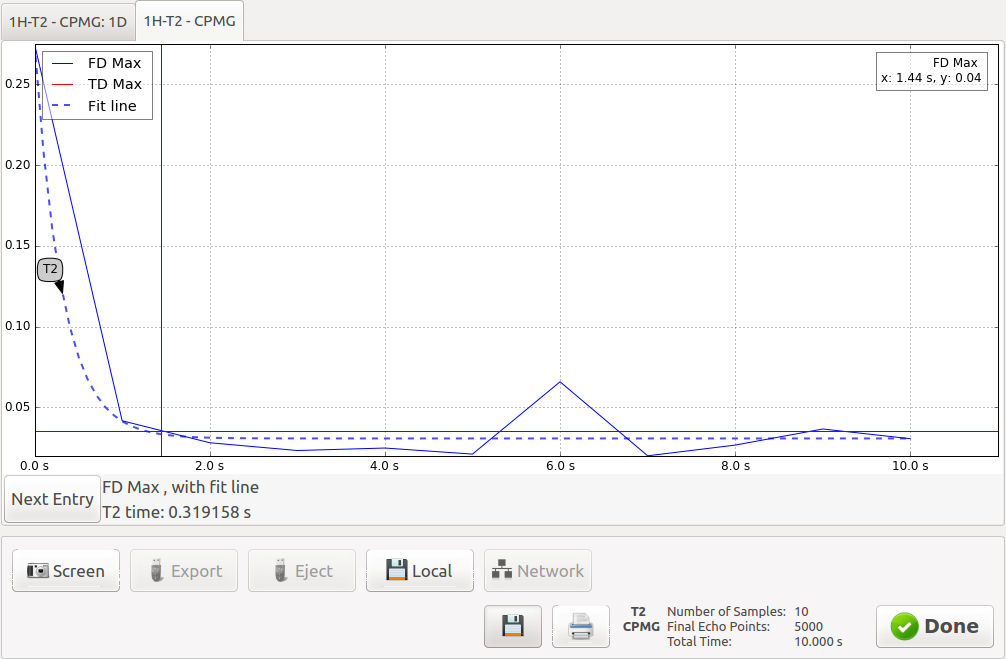 1H-T2 - CPMG: 1D
1H-T2 - CPMG
FD Max
TD Max
Fit line
FD Max
x: 1.44 s, y: 0.04
0.25
0.20
0.15
T2
0.10
0.05
0.0 s
2.0 s
4.0 s
6.0 s
8.0 s
10.0 s
Next Entry
FD Max , with fit line
T2 time: 0.319158 s
Screen
Export
Eject
Local
Network
T2
CPMG
Number of Samples: 10
Final Echo Points: 5000
Total Time: 10.000 s
Done